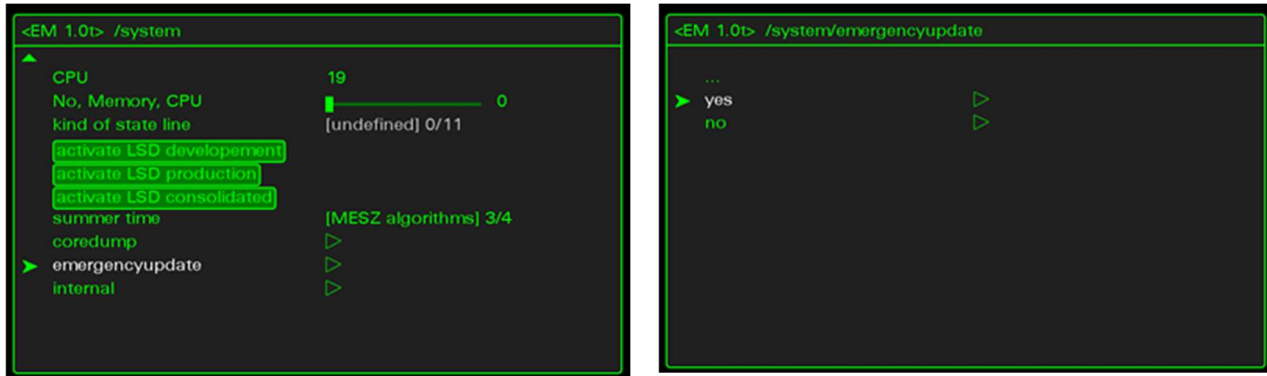 <EM 1.0t> /system
CPU 19
No, Memory, CPU 0
kind of state line [undefined] 0/11
activate LSD developement
activate LSD production
activate LSD consolidated
summer time [MESZ algorithms] 3/4
coredump
emergencyupdate
internal
<EM 1.0t> /system/emergencyupdate
...
yes
no